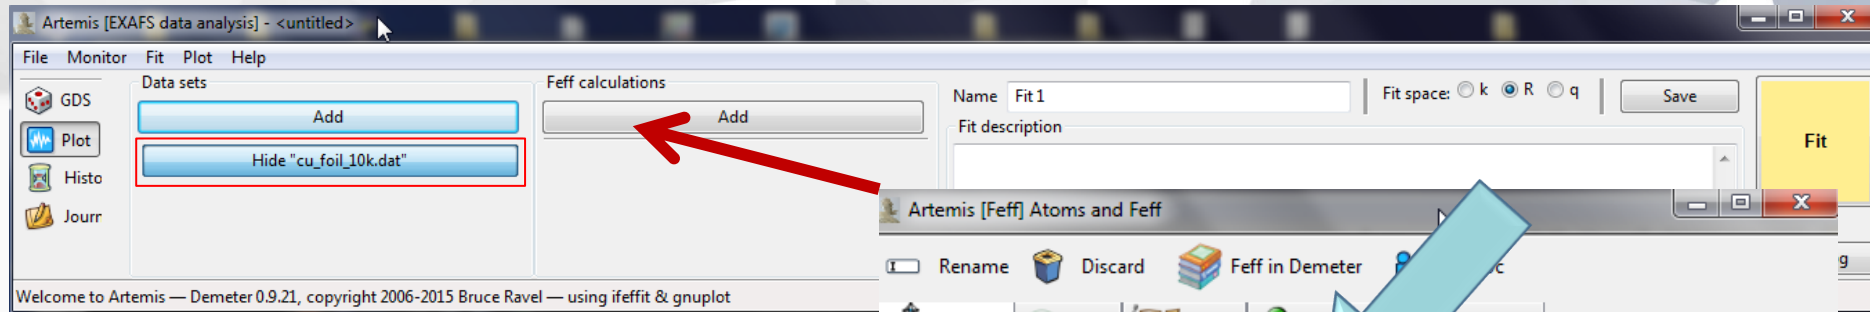 Artemis [EXAFS data analysis] - <untitled>
File Monitor Fit Plot Help
GDS
Plot
Histo
Jourr
Data sets
Add
Hide "cu_foil_10k.dat"
Feff calculations
Add
Name Fit 1
Fit space: k R q
Save
Fit description
Fit
Welcome to Artemis — Demeter 0.9.21, copyright 2006-2015 Bruce Ravel — using ifeffit & gnuplot
Artemis [Feff] Atoms and Feff
Rename Discard Feff in Demeter